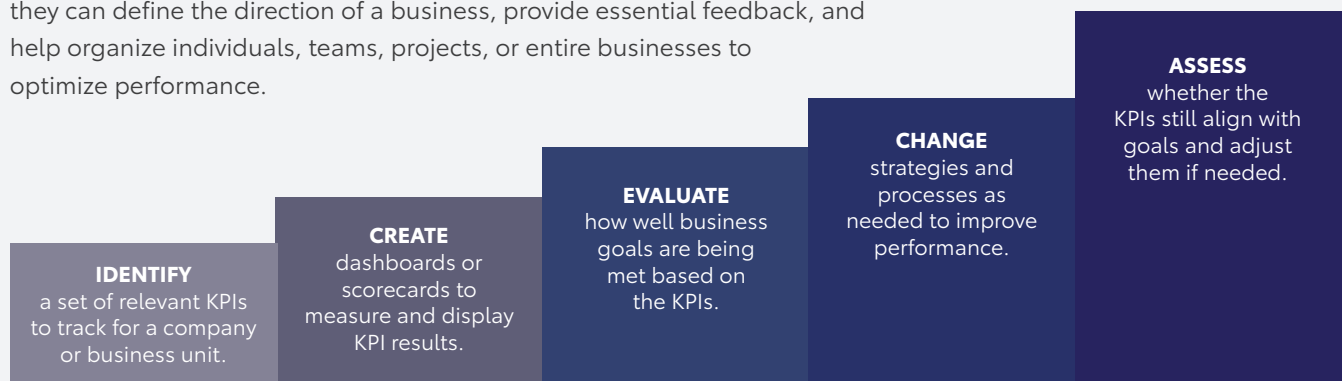 they can define the direction of a business, provide essential feedback, and
help organize individuals, teams, projects, or entire businesses to
optimize performance.
IDENTIFY
a set of relevant KPIs
to track for a company
or business unit.
CREATE
dashboards or
scorecards to
measure and display
KPI results.
EVALUATE
how well business
goals are being
met based on
the KPIs.
CHANGE
strategies and
processes as
needed to improve
performance.
ASSESS
whether the
KPIs still align with
goals and adjust
them if needed.